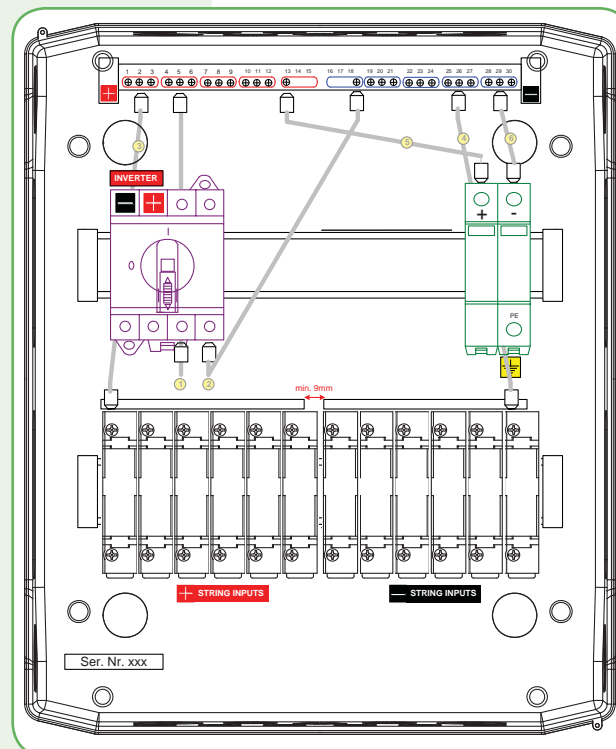 1 2 3 4 5 6 7 8 9 10 11 12 13 14 15 16 17 18 19 20 21 22 23 24 25 26 27 28 29 30
3
5
4
6
INVERTER
+ -
I
0
PE
1
2
min. 9mm
STRING INPUTS
STRING INPUTS
Ser. Nr. xxx